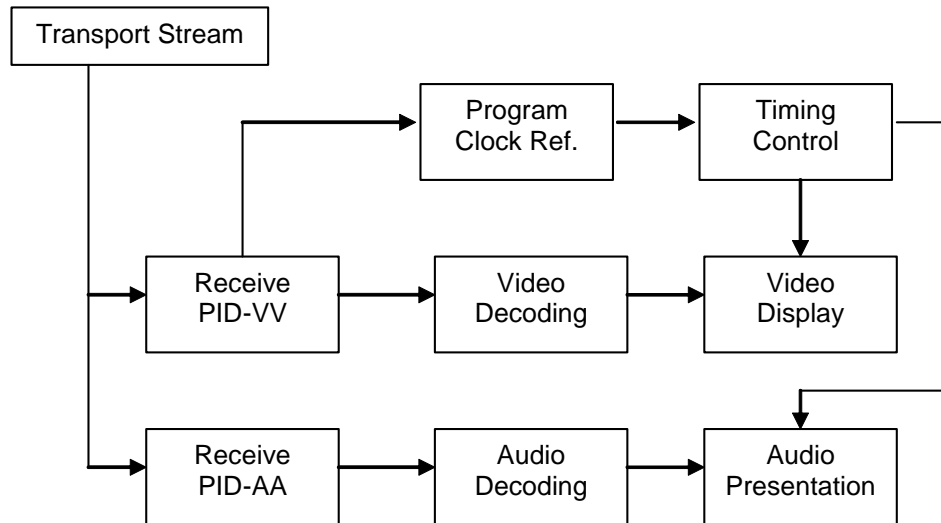 Transport Stream
Program
Clock Ref.
Timing
Control
Receive
PID-VV
Video
Decoding
Video
Display
Receive
PID-AA
Audio
Decoding
Audio
Presentation